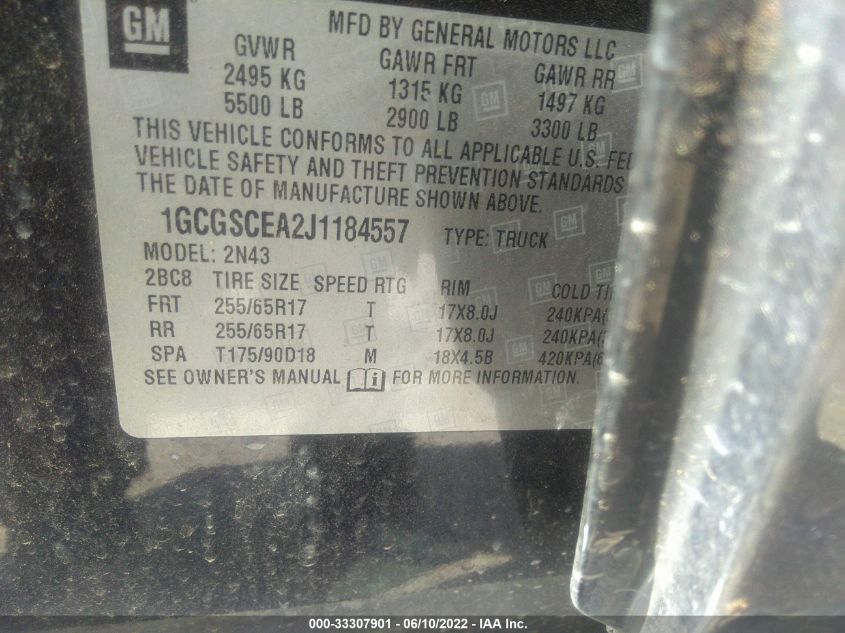 GM
MFD BY GENERAL MOTORS LLC
GVWR GAWR FRT GAWR RR
2495 KG 1315 KG 1497 KG
5500 LB 2900 LB 3300 LB
THIS VEHICLE CONFORMS TO ALL APPLICABLE U.S.
VEHICLE SAFETY AND THEFT PREVENTION STANDARDS
THE DATE OF MANUFACTURE SHOWN ABOVE.
1GCGSCEA2J1184557 TYPE: TRUCK
MODEL: 2N43
2BC8 TIRE SIZE SPEED RTG RIM COLD
FRT 255/65R17 T 17X8.0J 240KPA
RR 255/65R17 T 17X8.0J 240KPA
SPA T175/90D18 M 18X4.5B 420KPA
SEE OWNER'S MANUAL FOR MORE INFORMATION.
000-33307901 - 06/10/2022 - IAA Inc.